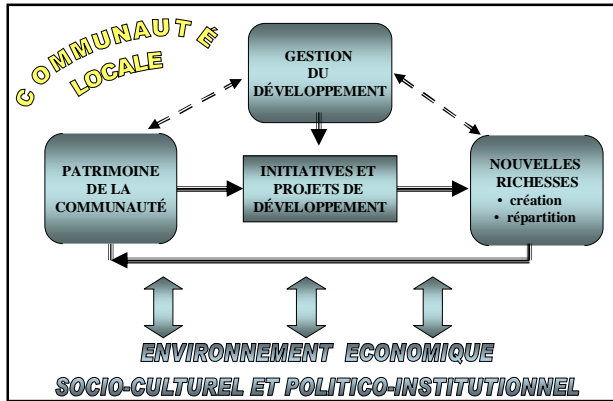 COMMUNAUTÉ
LOCALE
GESTION
DU
DÉVELOPPEMENT
PATRIMOINE
DE LA
COMMUNAUTÉ
INITIATIVES ET
PROJETS DE
DÉVELOPPEMENT
NOUVELLES
RICHESSES
• création
• répartition
ENVIRONNEMENT ECONOMIQUE
SOCIO-CULTUREL ET POLITICO-INSTITUTIONNEL